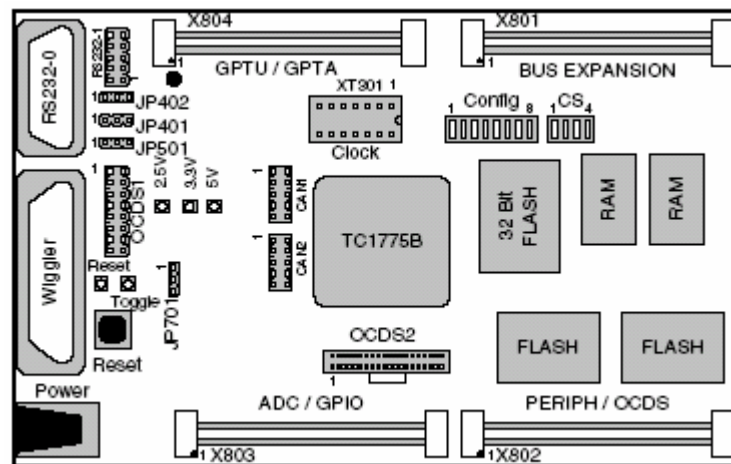 X804
X801
1
1
RS232-0
RS232-1
1
GPTU / GPTA
BUS EXPANSION
XT301 1
Clock
Config
1 8
CS
1 4
1 JP402
1 JP401
1 JP501
1
OCDS1
2.5V
3.3V
5V
1
CAN1
1
CAN2
TC1775B
32 Bit
FLASH
RAM
RAM
Wiggler
Reset
Toggle
Reset
1
JP701
OCDS2
1
FLASH
FLASH
Power
ADC / GPIO
PERIPH / OCDS
1 X803
1 X802